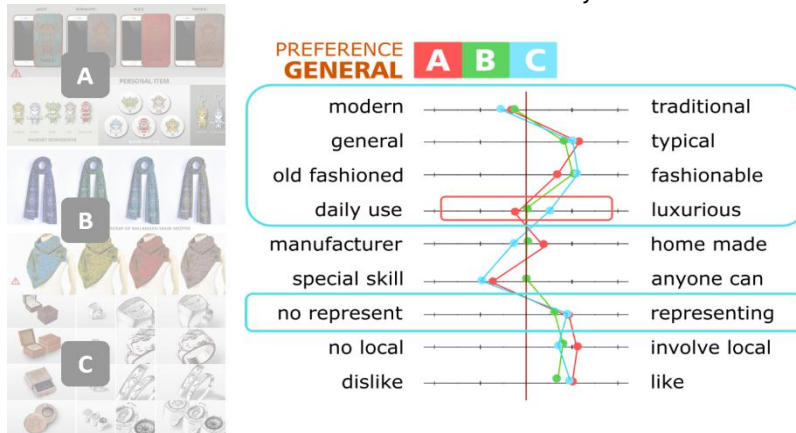 A
PERSONAL ITEM
B
C
PREFERENCE
GENERAL
A B C
modern traditional
general typical
old fashioned fashionable
daily use luxurious
manufacturer home made
special skill anyone can
no represent representing
no local involve local
dislike like